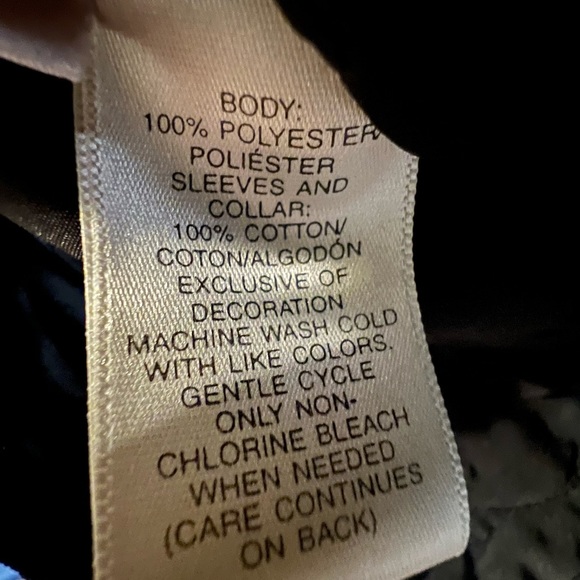 BODY:
100% POLYESTER
POLIÉSTER
SLEEVES AND
COLLAR:
100% COTTON/
COTON/ALGODÓN
EXCLUSIVE OF
DECORATION
MACHINE WASH COLD
WITH LIKE COLORS.
GENTLE CYCLE
ONLY NON-
CHLORINE BLEACH
WHEN NEEDED
(CARE CONTINUES
ON BACK)